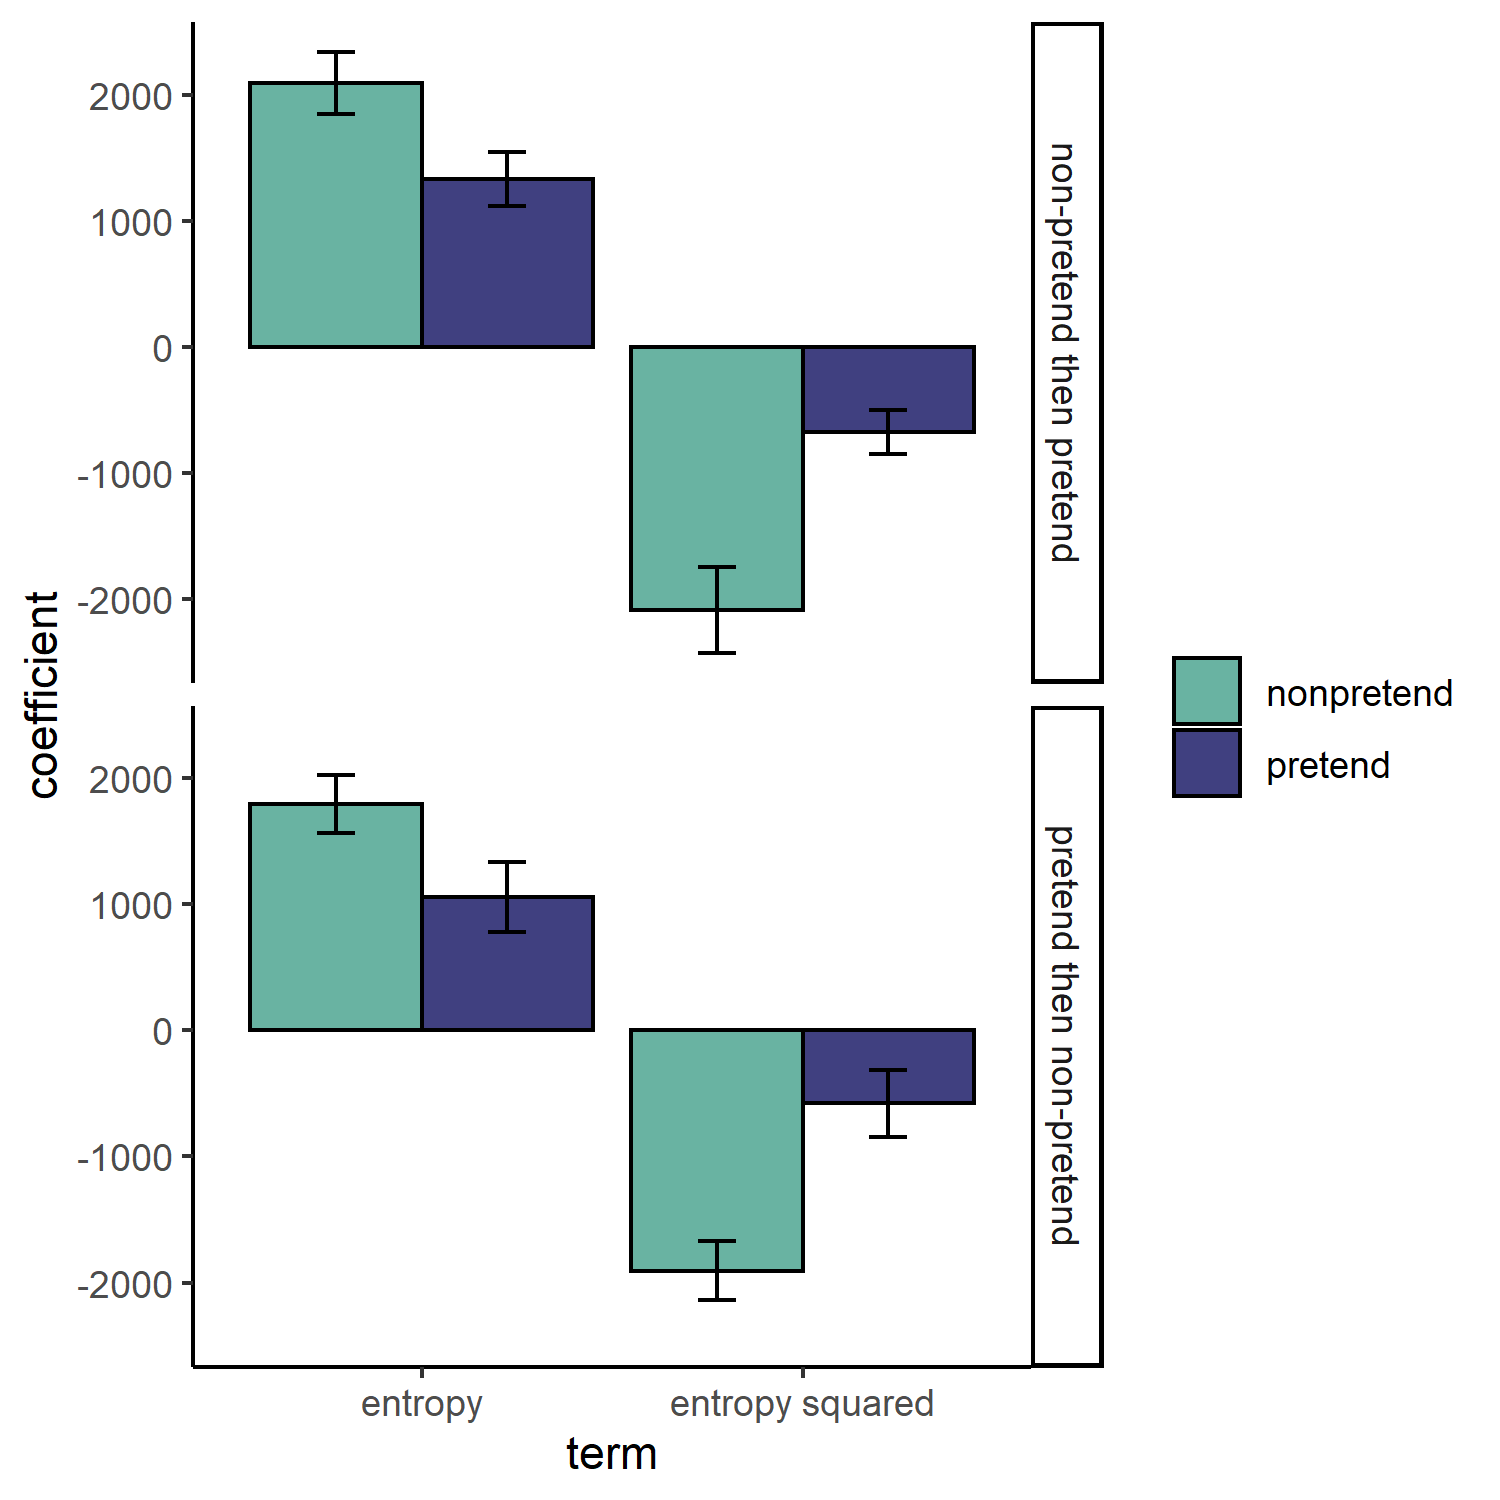 coefficient
2000
1000
0
-1000
-2000
non-pretend then pretend
2000
1000
0
-1000
-2000
pretend then non-pretend
entropy
entropy squared
term
nonpretend
pretend